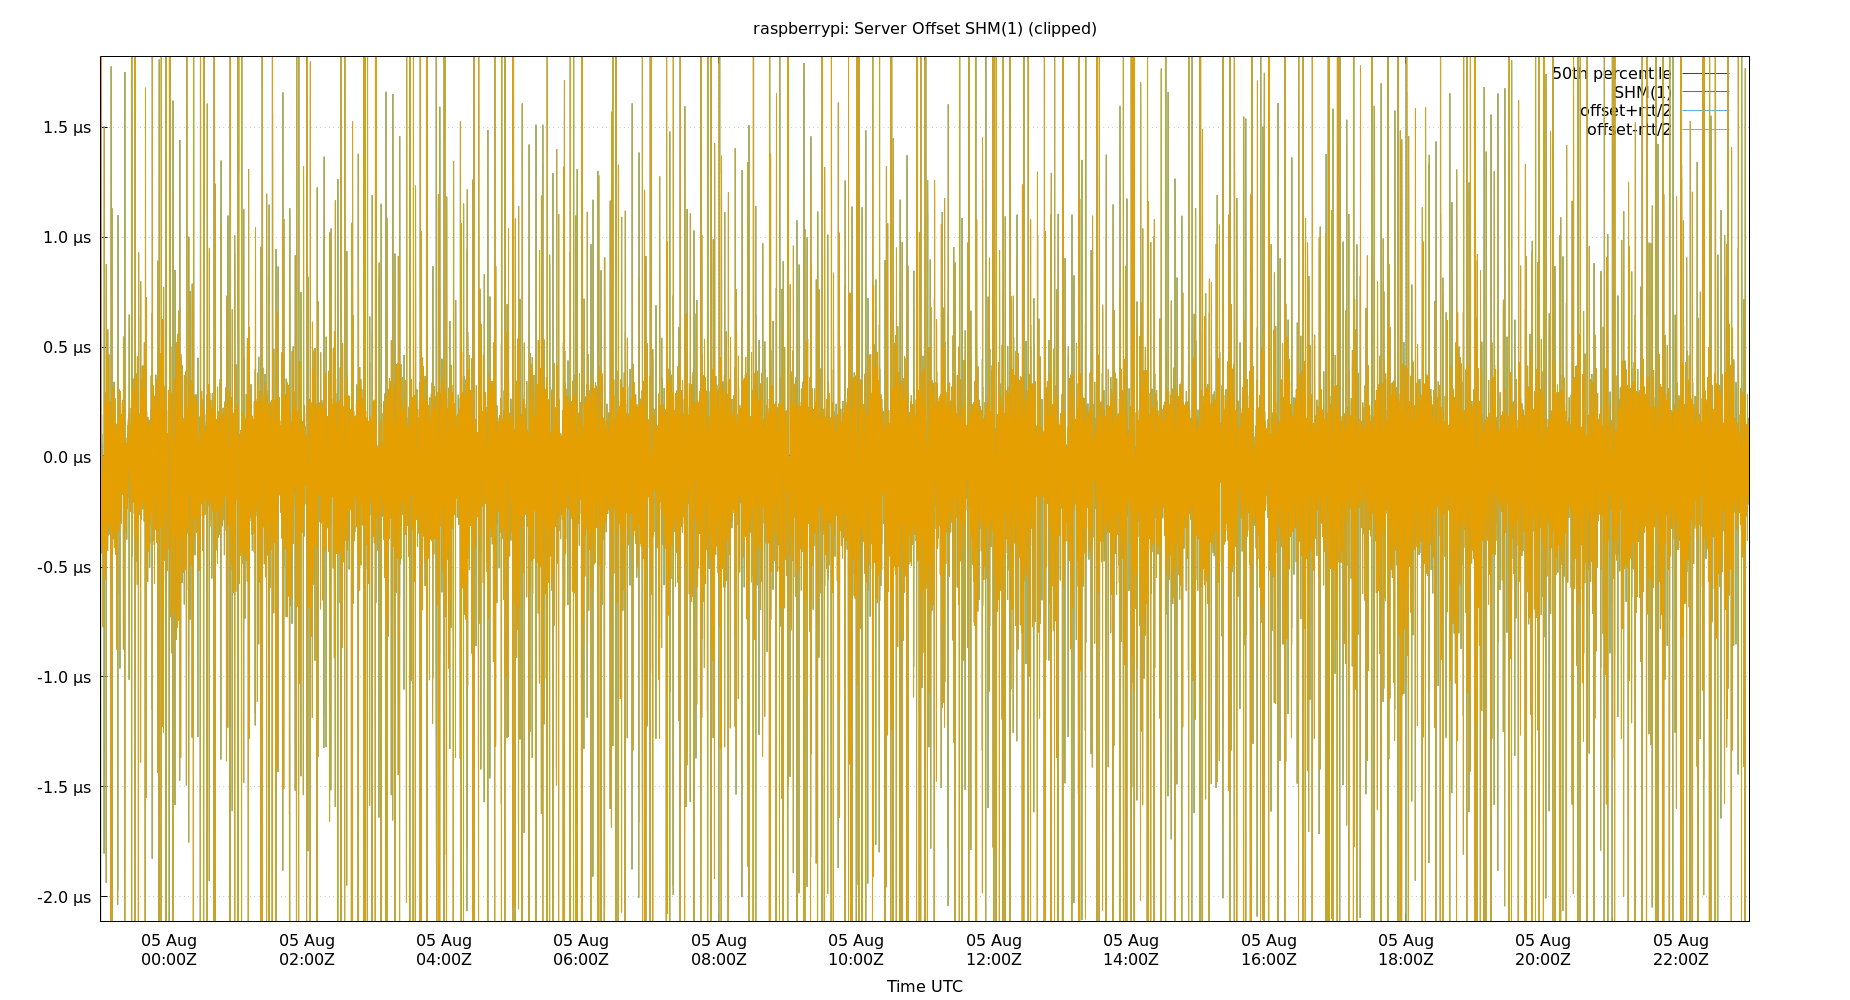 raspberrypi: Server Offset SHM(1) (clipped)
50th percentile
SHM(1)
offset+rtt/2
offset-rtt/2
1.5 μs
1.0 μs
0.5 μs
0.0 μs
-0.5 μs
-1.0 μs
-1.5 μs
-2.0 μs
05 Aug 05 Aug 05 Aug 05 Aug 05 Aug 05 Aug 05 Aug 05 Aug 05 Aug 05 Aug 05 Aug 05 Aug
00:00Z 02:00Z 04:00Z 06:00Z 08:00Z 10:00Z 12:00Z 14:00Z 16:00Z 18:00Z 20:00Z 22:00Z
Time UTC